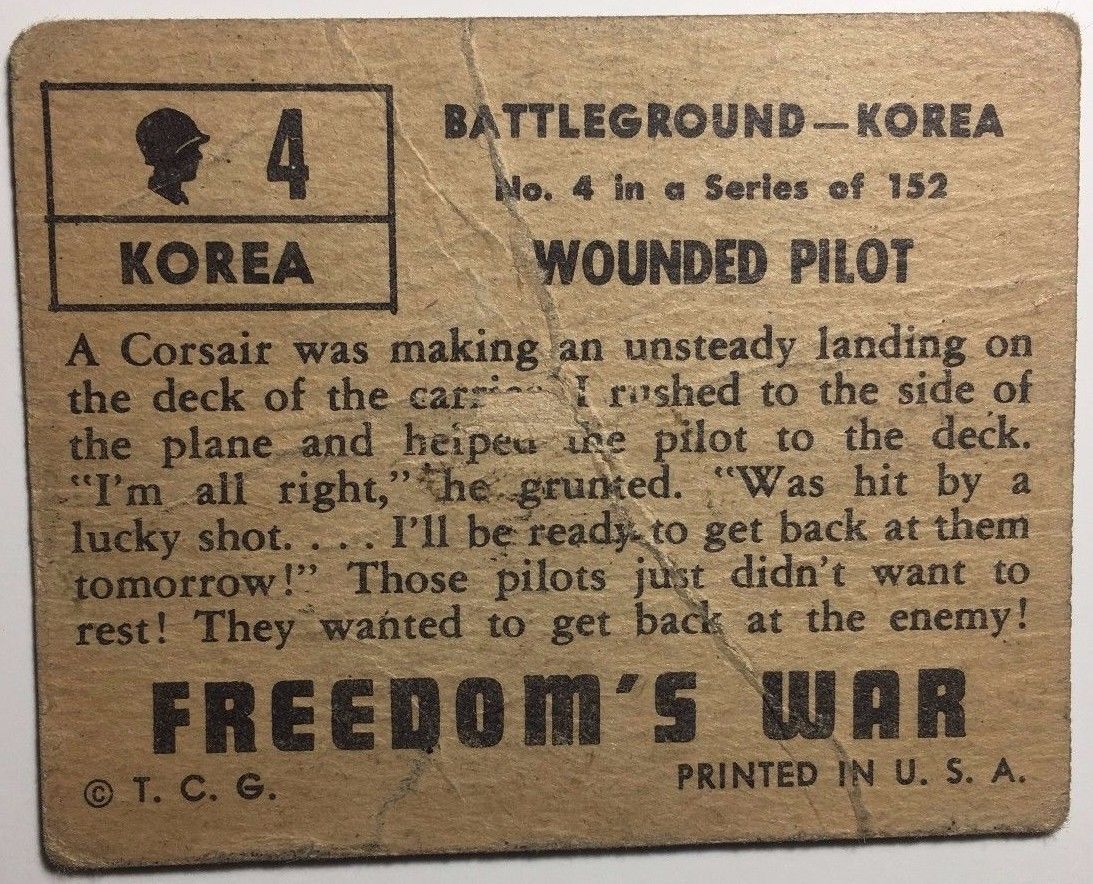 4
KOREA
BATTLEGROUND—KOREA
No. 4 in a Series of 152
WOUNDED PILOT
A Corsair was making an unsteady landing on
the deck of the carrier I rushed to the side of
the plane and helped the pilot to the deck.
"I'm all right," he grunted. "Was hit by a
lucky shot. . . . I'll be ready to get back at them
tomorrow!" Those pilots just didn't want to
rest! They wanted to get back at the enemy!
FREEDOM'S WAR
© T. C. G.
PRINTED IN U. S. A.